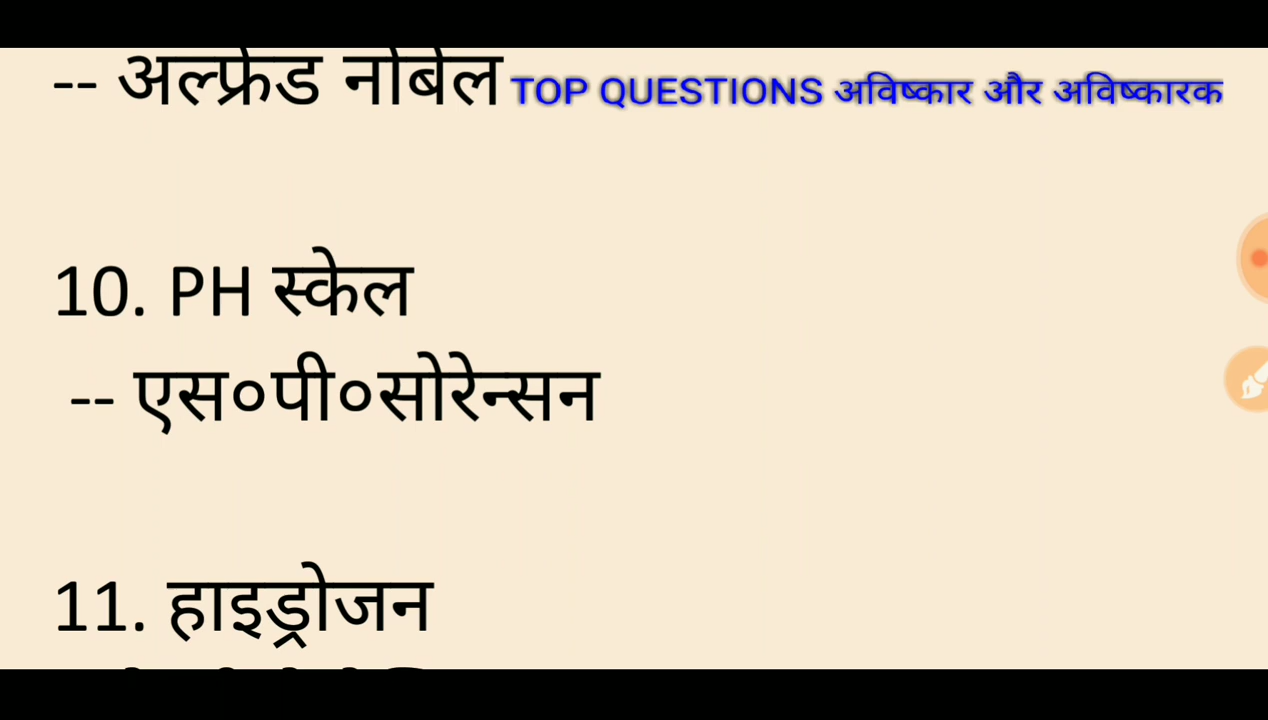 -- अल्फ्रेड नोबेल TOP QUESTIONS अविष्कार और अविष्कारक
10. PH स्केल
-- एस०पी०सोरेन्सन
11. हाइड्रोजन